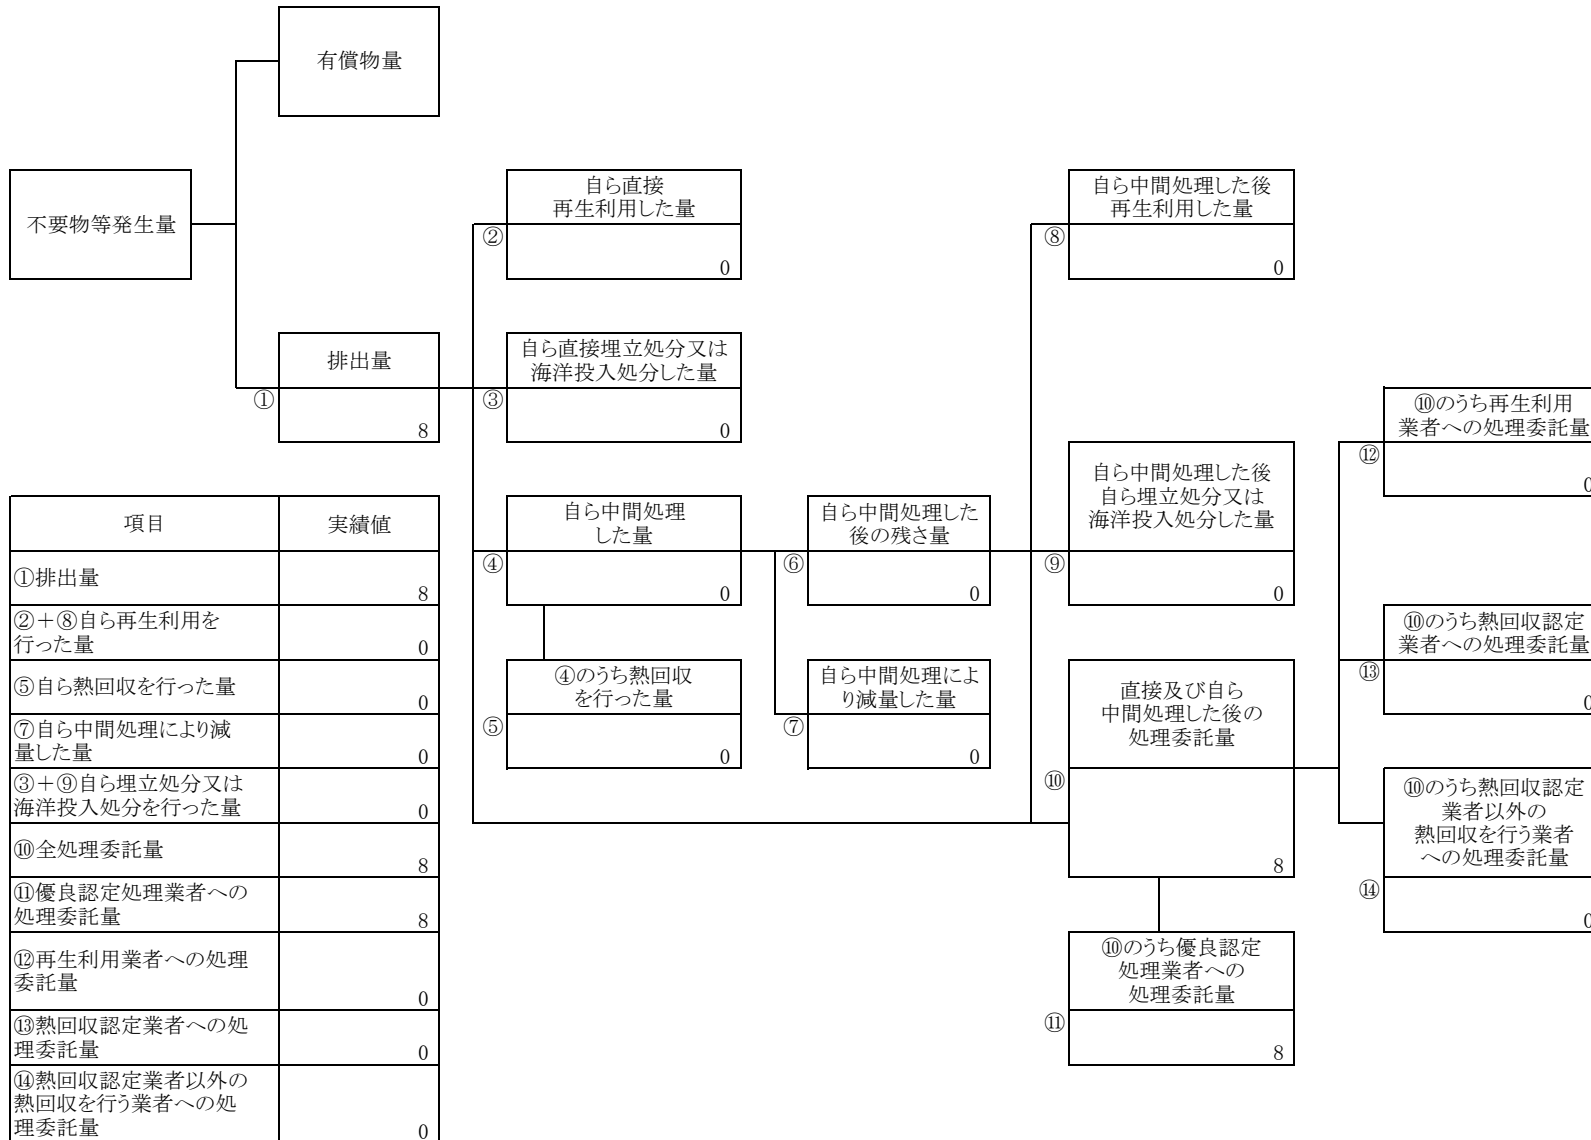 有償物量
不要物等発生量
自ら直接
再生利用した量
②
0
自ら中間処理した後
再生利用した量
⑧
0
排出量
①
8
自ら直接埋立処分又は
海洋投入処分した量
③
0
⑩のうち再生利用
業者への処理委託量
⑫
0
自ら中間処理
した量
④
0
自ら中間処理した
後の残さ量
⑥
0
自ら中間処理した後
自ら埋立処分又は
海洋投入処分した量
⑨
0
④のうち熱回収
を行った量
⑤
0
自ら中間処理によ
り減量した量
⑦
0
直接及び自ら
中間処理した後の
処理委託量
⑩
8
⑩のうち熱回収認定
業者への処理委託量
⑬
0
⑩のうち熱回収認定
業者以外の
熱回収を行う業者
への処理委託量
⑭
0
⑩のうち優良認定
処理業者への
処理委託量
⑪
8
項目 実績値
①排出量 8
②＋⑧自ら再生利用を
行った量 0
⑤自ら熱回収を行った量 0
⑦自ら中間処理により減
量した量 0
③＋⑨自ら埋立処分又は
海洋投入処分を行った量 0
⑩全処理委託量 8
⑪優良認定処理業者への
処理委託量 8
⑫再生利用業者への処理
委託量 0
⑬熱回収認定業者への処
理委託量 0
⑭熱回収認定業者以外の
熱回収を行う業者への処
理委託量 0